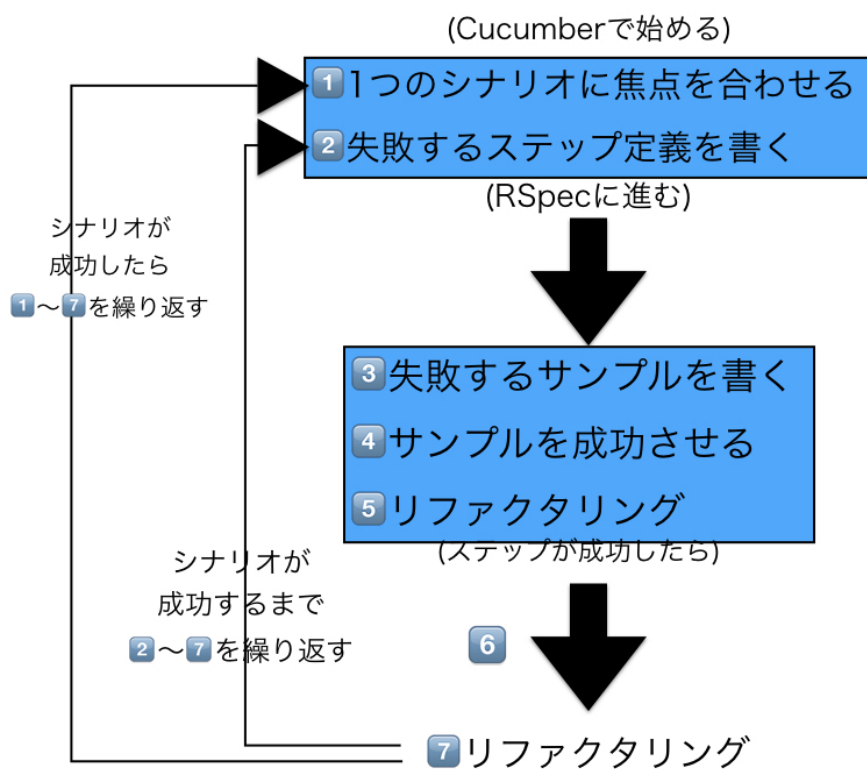 (Cucumberで始める)
1 1つのシナリオに焦点を合わせる
2 失敗するステップ定義を書く
(RSpecに進む)
シナリオが
成功したら
1〜7を繰り返す
3 失敗するサンプルを書く
4 サンプルを成功させる
5 リファクタリング
(ステップが成功したら)
シナリオが
成功するまで
2〜7を繰り返す
6
7 リファクタリング